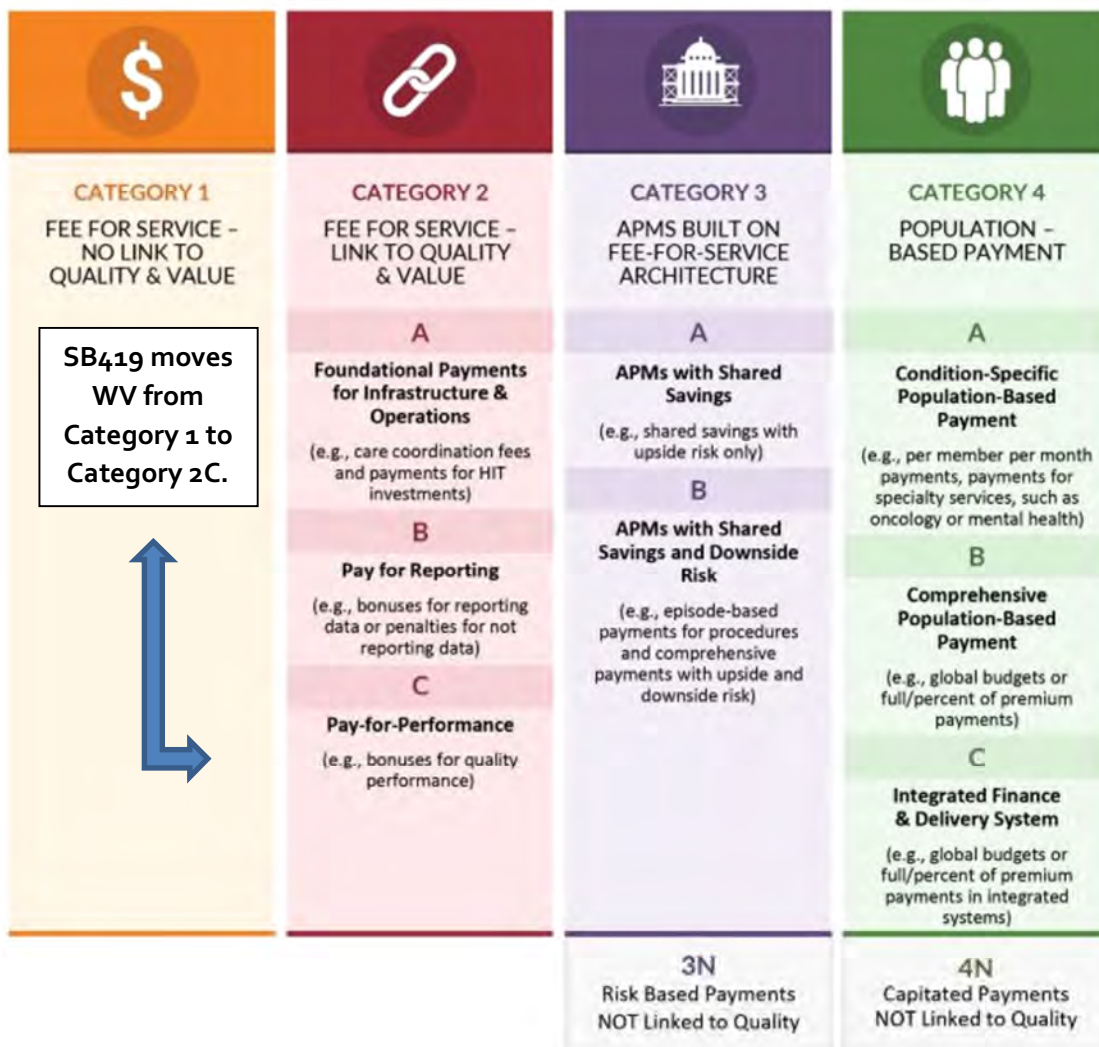 $
CATEGORY 1
FEE FOR SERVICE –
NO LINK TO
QUALITY & VALUE
SB419 moves
WV from
Category 1 to
Category 2C.
CATEGORY 2
FEE FOR SERVICE –
LINK TO QUALITY
& VALUE
A
Foundational Payments
for Infrastructure &
Operations
(e.g., care coordination fees
and payments for HIT
investments)
B
Pay for Reporting
(e.g., bonuses for reporting
data or penalties for not
reporting data)
C
Pay-for-Performance
(e.g., bonuses for quality
performance)
CATEGORY 3
APMS BUILT ON
FEE-FOR-SERVICE
ARCHITECTURE
A
APMs with Shared
Savings
(e.g., shared savings with
upside risk only)
B
APMs with Shared
Savings and Downside
Risk
(e.g., episode-based
payments for procedures
and comprehensive
payments with upside and
downside risk)
3N
Risk Based Payments
NOT Linked to Quality
CATEGORY 4
POPULATION –
BASED PAYMENT
A
Condition-Specific
Population-Based
Payment
(e.g., per member per month
payments, payments for
specialty services, such as
oncology or mental health)
B
Comprehensive
Population-Based
Payment
(e.g., global budgets or
full/percent of premium
payments)
C
Integrated Finance
& Delivery System
(e.g., global budgets or
full/percent of premium
payments in integrated
systems)
4N
Capitated Payments
NOT Linked to Quality